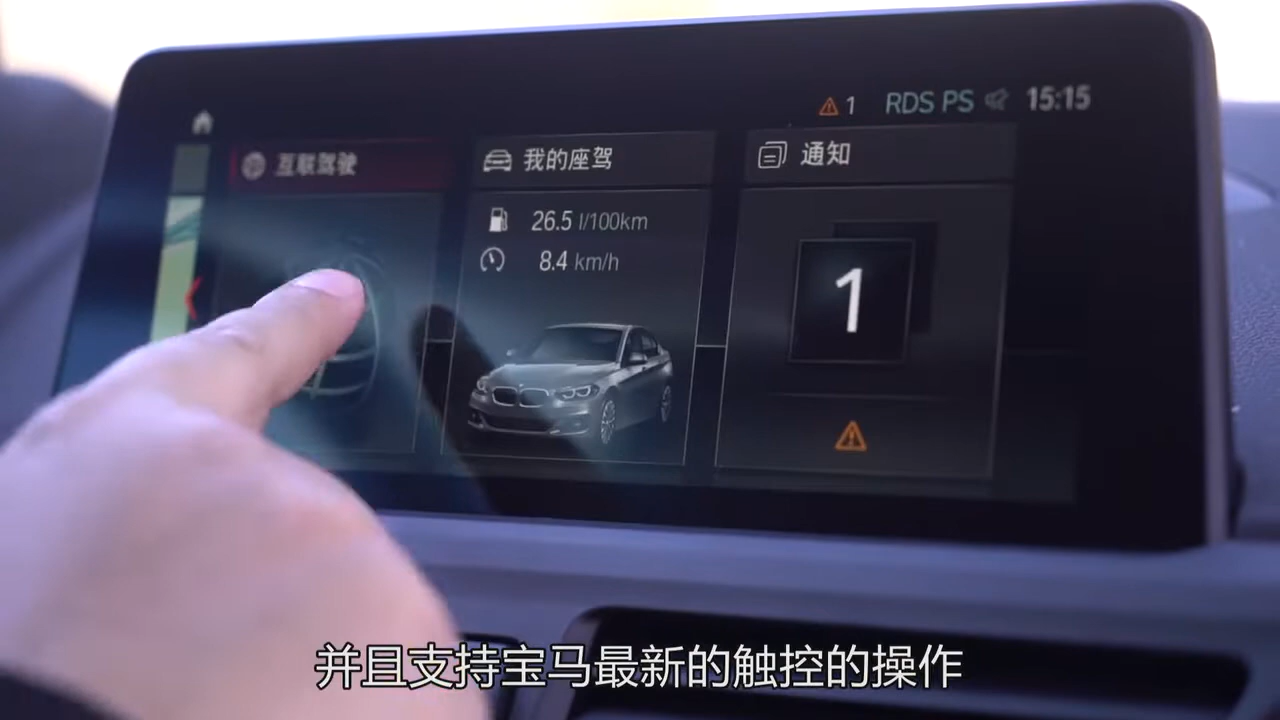 1 RDS PS 15:15
互联驾驶
我的座驾
通知
26.5 l/100km
8.4 km/h
1
并且支持宝马最新的触控的操作